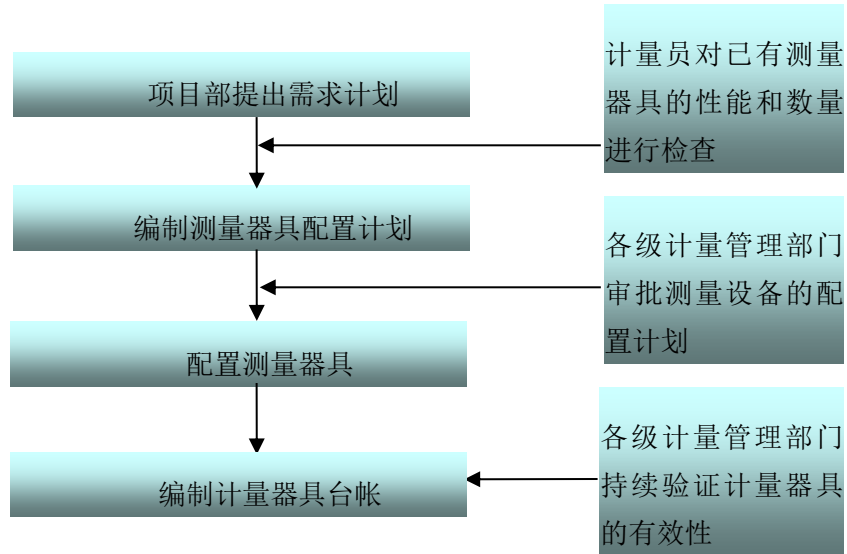 项目部提出需求计划
计量员对已有测量
器具的性能和数量
进行检查
编制测量器具配置计划
各级计量管理部门
审批测量设备的配
置计划
配置测量器具
编制计量器具台帐
各级计量管理部门
持续验证计量器具
的有效性